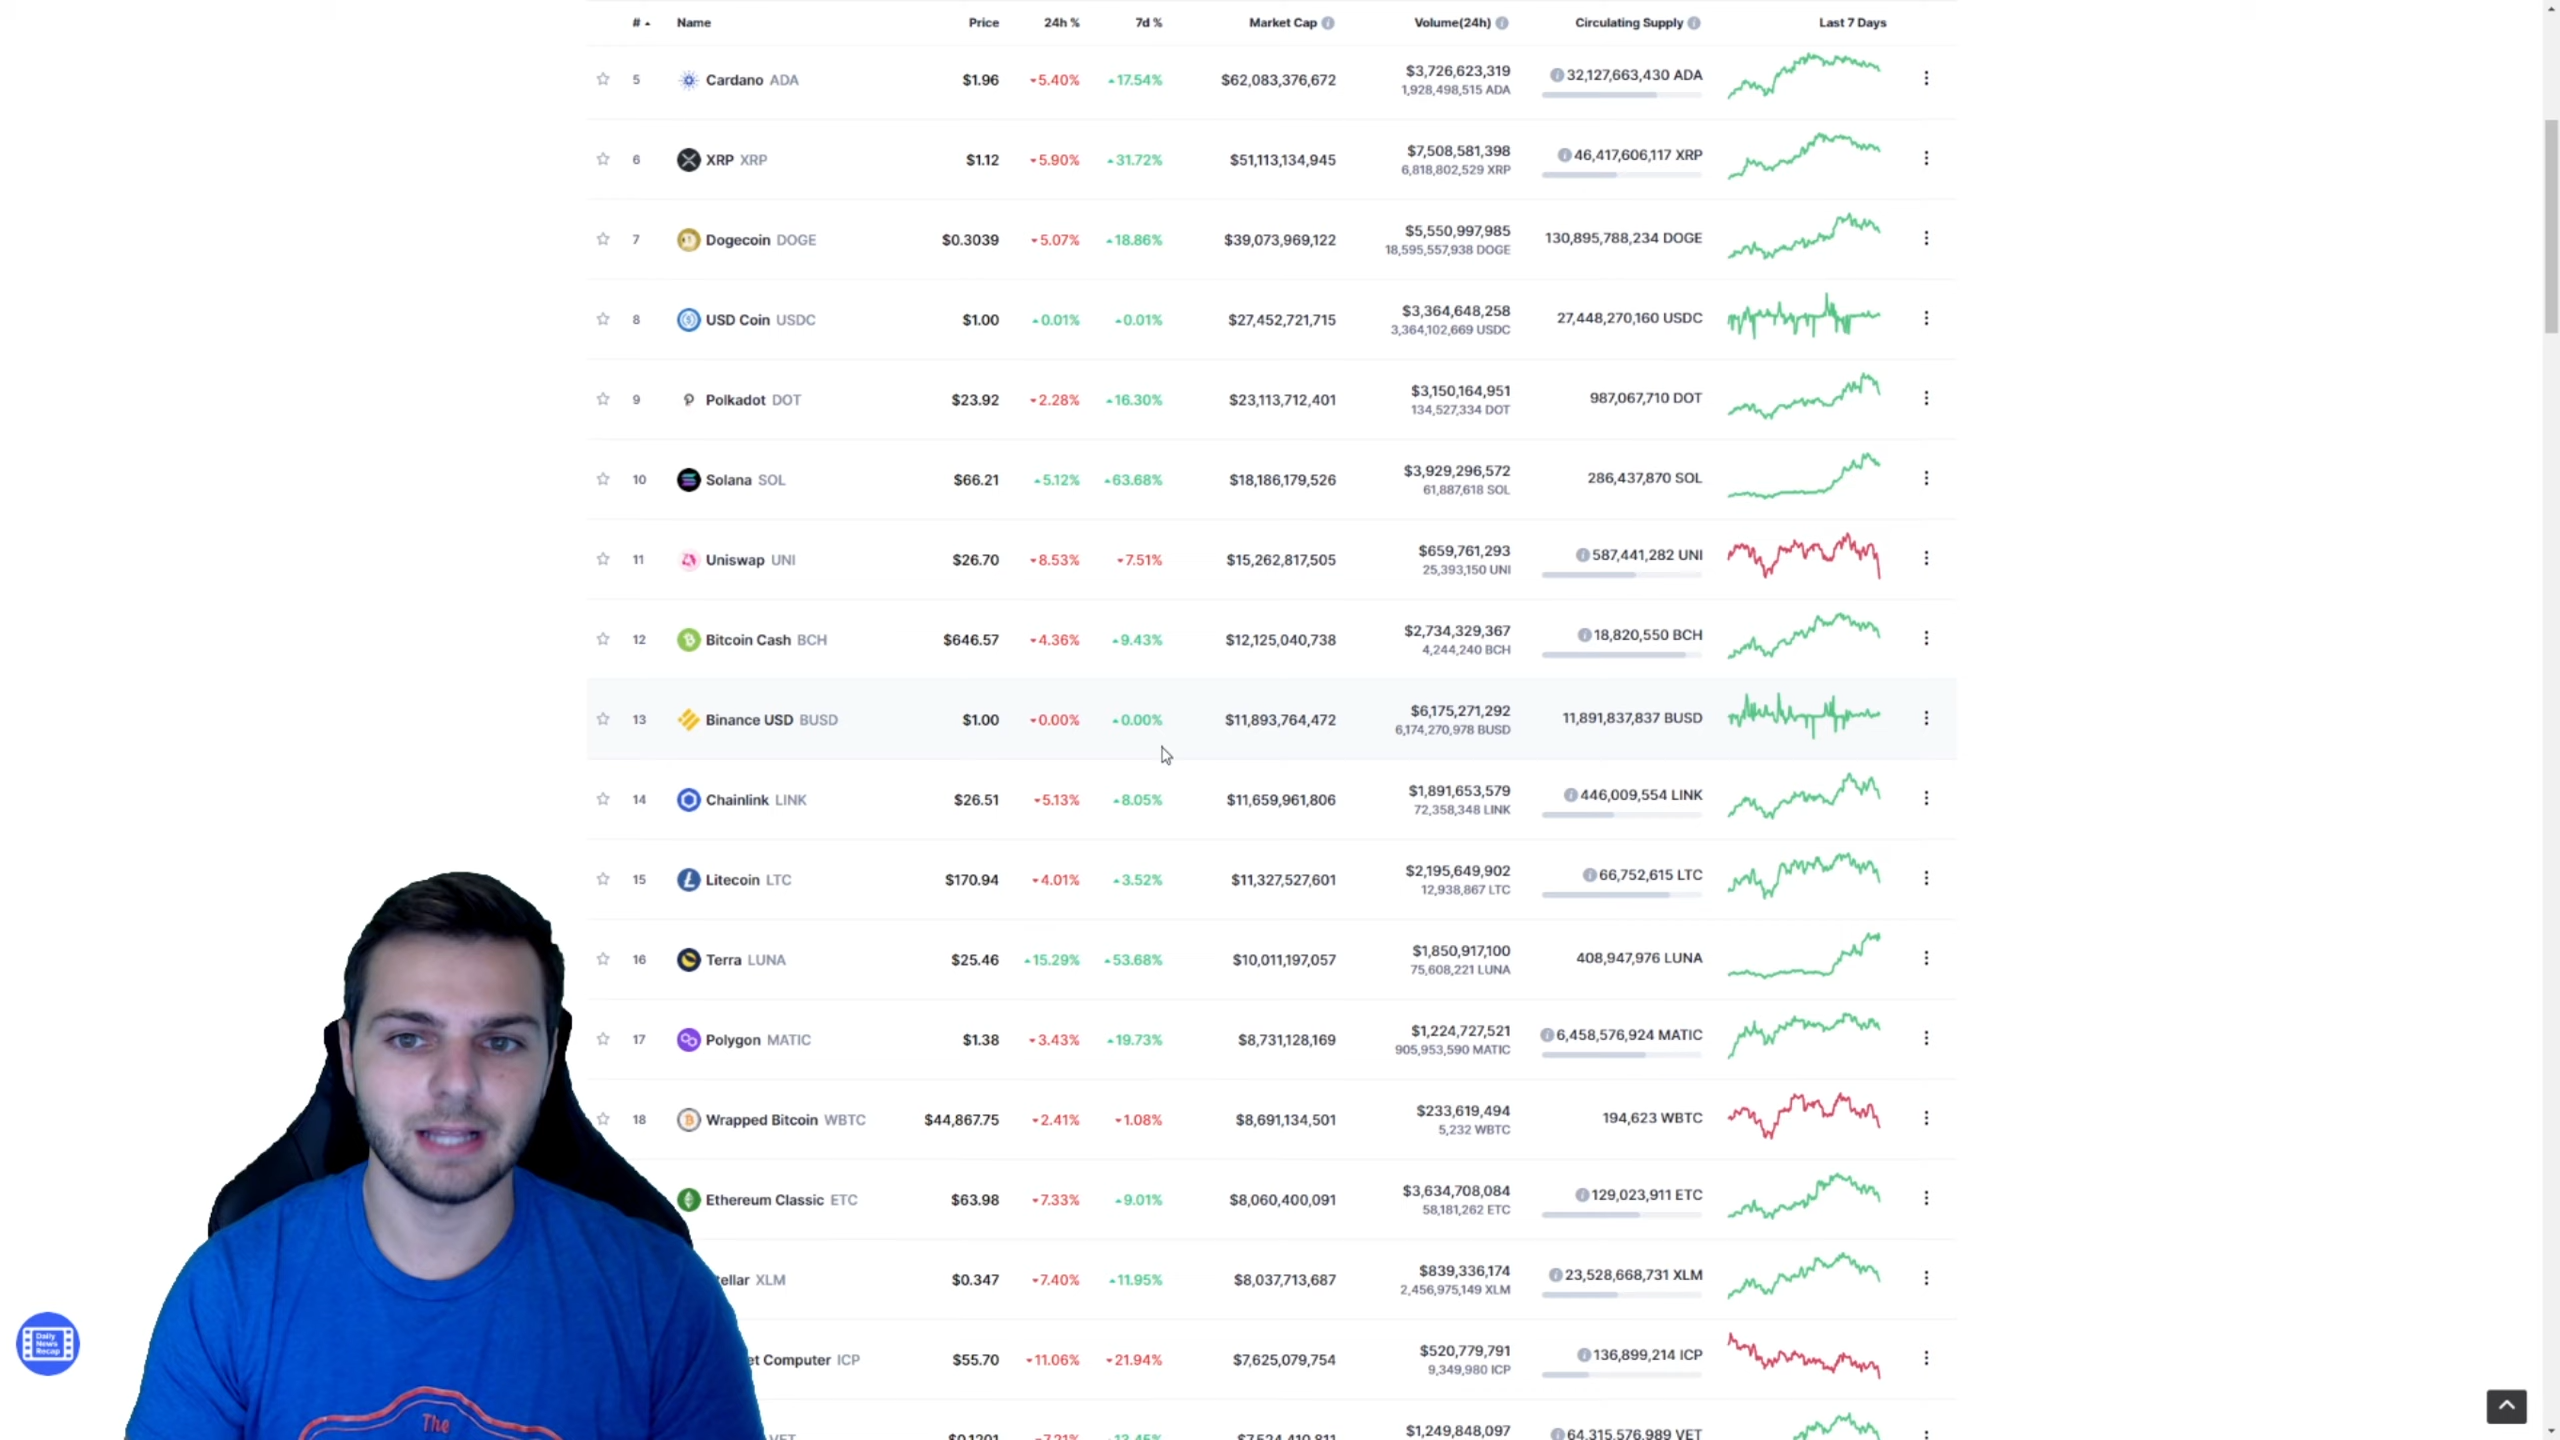 # Name Price 24h % 7d % Market Cap Volume(24h) Circulating Supply Last 7 Days
5 Cardano ADA $1.96 5.40% 17.54% $62,083,376,672 $3,726,623,319 32,127,663,430 ADA
1,928,498,515 ADA
6 XRP XRP $1.12 5.90% 31.72% $51,113,134,945 $7,508,581,398 46,417,606,117 XRP
6,818,802,529 XRP
7 Dogecoin DOGE $0.3039 5.07% 18.86% $39,073,969,122 $5,550,997,985 130,895,788,234 DOGE
18,595,557,938 DOGE
8 USD Coin USDC $1.00 0.01% 0.01% $27,452,721,715 $3,364,648,258 27,448,270,160 USDC
3,364,102,669 USDC
9 Polkadot DOT $23.92 2.28% 16.30% $23,113,712,401 $3,150,164,951 987,067,710 DOT
134,527,334 DOT
10 Solana SOL $66.21 5.12% 63.68% $18,186,179,526 $3,929,296,572 286,437,870 SOL
61,887,618 SOL
11 Uniswap UNI $26.70 8.53% 7.51% $15,262,817,505 $659,761,293 587,441,282 UNI
25,393,150 UNI
12 Bitcoin Cash BCH $646.57 4.36% 9.43% $12,125,040,738 $2,734,329,367 18,820,550 BCH
4,244,240 BCH
13 Binance USD BUSD $1.00 0.00% 0.00% $11,893,764,472 $6,175,271,292 11,891,837,837 BUSD
6,174,270,978 BUSD
14 Chainlink LINK $26.51 5.13% 8.05% $11,659,961,806 $1,891,653,579 446,009,554 LINK
72,358,348 LINK
15 Litecoin LTC $170.94 4.01% 3.52% $11,327,527,601 $2,195,649,902 66,752,615 LTC
12,938,867 LTC
16 Terra LUNA $25.46 15.29% 53.68% $10,011,197,057 $1,850,917,100 408,947,976 LUNA
75,608,221 LUNA
17 Polygon MATIC $1.38 3.43% 19.73% $8,731,128,169 $1,224,727,521 6,458,576,924 MATIC
905,953,590 MATIC
18 Wrapped Bitcoin WBTC $44,867.75 2.41% 1.08% $8,691,134,501 $233,619,494 194,623 WBTC
5,232 WBTC
Ethereum Classic ETC $63.98 7.33% 9.01% $8,060,400,091 $3,634,708,084 129,023,911 ETC
58,181,262 ETC
ellar XLM $0.347 7.40% 11.95% $8,037,713,687 $839,336,174 23,528,668,731 XLM
2,456,975,149 XLM
et Computer ICP $55.70 11.06% 21.94% $7,625,079,754 $520,779,791 136,899,214 ICP
9,349,980 ICP
VET $0.1201 7.21% 13.45% $7,524,410,811 $1,249,848,097 64,315,576,989 VET
Daily
News
Recap
The